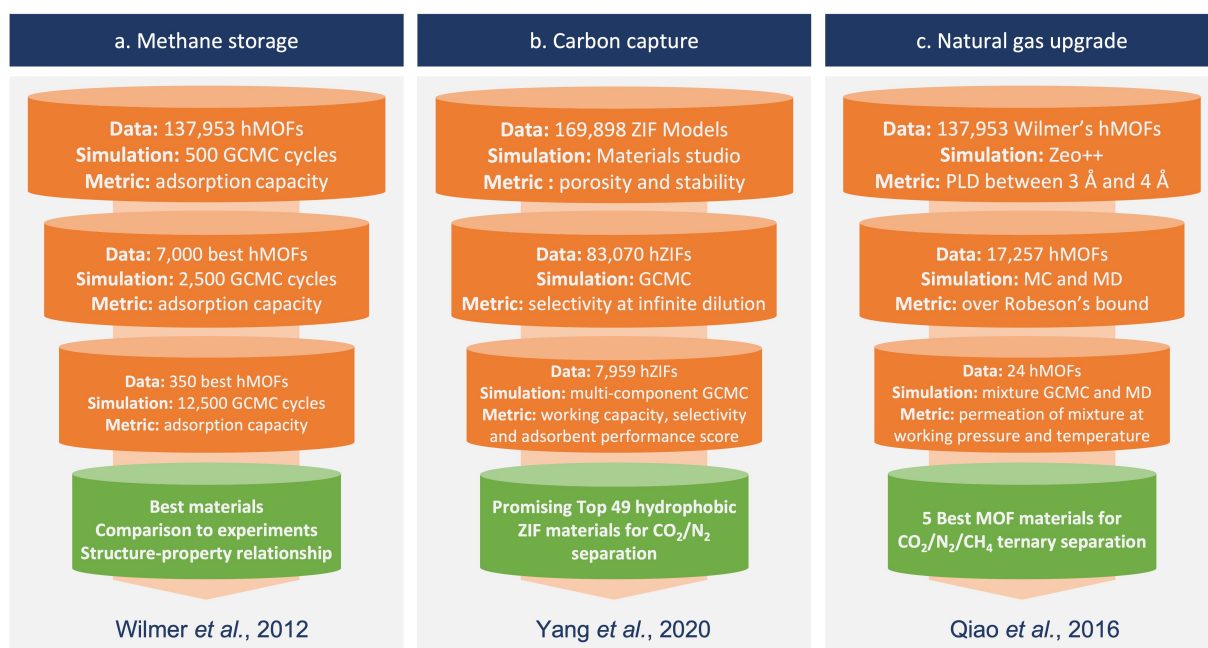 a. Methane storage
Data: 137,953 hMOFs
Simulation: 500 GCMC cycles
Metric: adsorption capacity
Data: 7,000 best hMOFs
Simulation: 2,500 GCMC cycles
Metric: adsorption capacity
Data: 350 best hMOFs
Simulation: 12,500 GCMC cycles
Metric: adsorption capacity
Best materials
Comparison to experiments
Structure-property relationship
Wilmer et al., 2012
b. Carbon capture
Data: 169,898 ZIF Models
Simulation: Materials studio
Metric : porosity and stability
Data: 83,070 hZIFs
Simulation: GCMC
Metric: selectivity at infinite dilution
Data: 7,959 hZIFs
Simulation: multi-component GCMC
Metric: working capacity, selectivity
and adsorbent performance score
Promising Top 49 hydrophobic
ZIF materials for CO₂/N₂
separation
Yang et al., 2020
c. Natural gas upgrade
Data: 137,953 Wilmer's hMOFs
Simulation: Zeo++
Metric: PLD between 3 Å and 4 Å
Data: 17,257 hMOFs
Simulation: MC and MD
Metric: over Robeson's bound
Data: 24 hMOFs
Simulation: mixture GCMC and MD
Metric: permeation of mixture at
working pressure and temperature
5 Best MOF materials for
CO₂/N₂/CH₄ ternary separation
Qiao et al., 2016